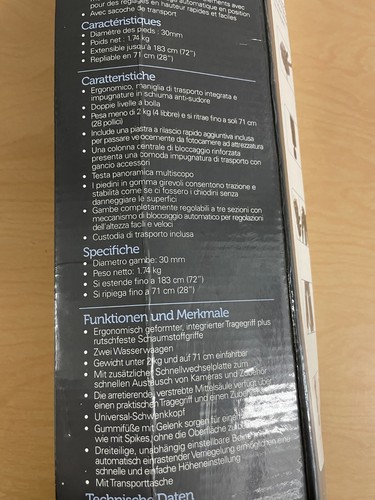 pour des réglages en hauteur rapides et faciles
• Avec sacoche de transport
Caractéristiques
• Diamètre des pieds : 30mm
• Poids net : 1,74 kg
• Extensible jusqu'à 183 cm (72")
• Repliable en 71 cm (28")
Caratteristiche
• Ergonomico, maniglia di trasporto integrata e
impugnature in schiuma anti-sudore
• Doppie livelle a bolla
• Pesa meno di 2 kg (4 libbre) e si ritrae fino a soli 71 cm
(28 pollici)
• Include una piastra a rilascio rapido aggiuntiva inclusa
per passare velocemente da fotocamere ad attrezzatura
• Una colonna centrale di bloccaggio rinforzata
presenta una comoda impugnatura di trasporto con
gancio accessori
• Testa panoramica multiscopo
• I piedini in gomma girevoli consentono trazione e
stabilità come se ci fossero i chiodini senza
danneggiare le superfici
• Gambe completamente regolabili a tre sezioni con
meccanismo di bloccaggio automatico per regolazioni
dell'altezza facili e veloci
• Custodia di trasporto inclusa
Specifiche
• Diametro gambe: 30 mm
• Peso netto: 1,74 kg
• Si estende fino a 183 cm (72")
• Si ripiega fino a 71 cm (28")
Funktionen und Merkmale
• Ergonomisch geformter, integrierter Tragegriff plus
rutschfeste Schaumstoffgriffe
• Zwei Wasserwaagen
• Gewicht unter 2 kg und auf 71 cm einfahrbar
• Mit zusätzlicher Schnellwechselplatte zum
schnellen Austausch von Kameras und Zubehör
• Die arretierende, verstrebte Mittelsäule verfügt über
einen praktischen Tragegriff und einen
• Universal-Schwenkkopf
• Gummifüße mit Gelenk sorgen für
wie mit Spikes, ohne die Oberfläche zu
• Dreiteilige, unabhängig einstellbare
automatisch einrastender Verriegelung ermöglichen eine
schnelle und einfache Höheneinstellung
• Mit Transporttasche
Technische Daten